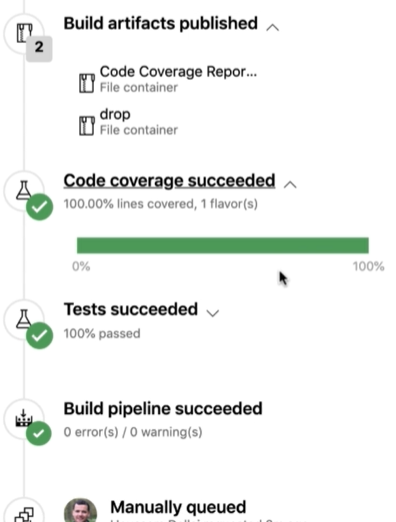 Build artifacts published
2
Code Coverage Repor...
File container
drop
File container
Code coverage succeeded
100.00% lines covered, 1 flavor(s)
0% 100%
Tests succeeded
100% passed
Build pipeline succeeded
0 error(s) / 0 warning(s)
Manually queued